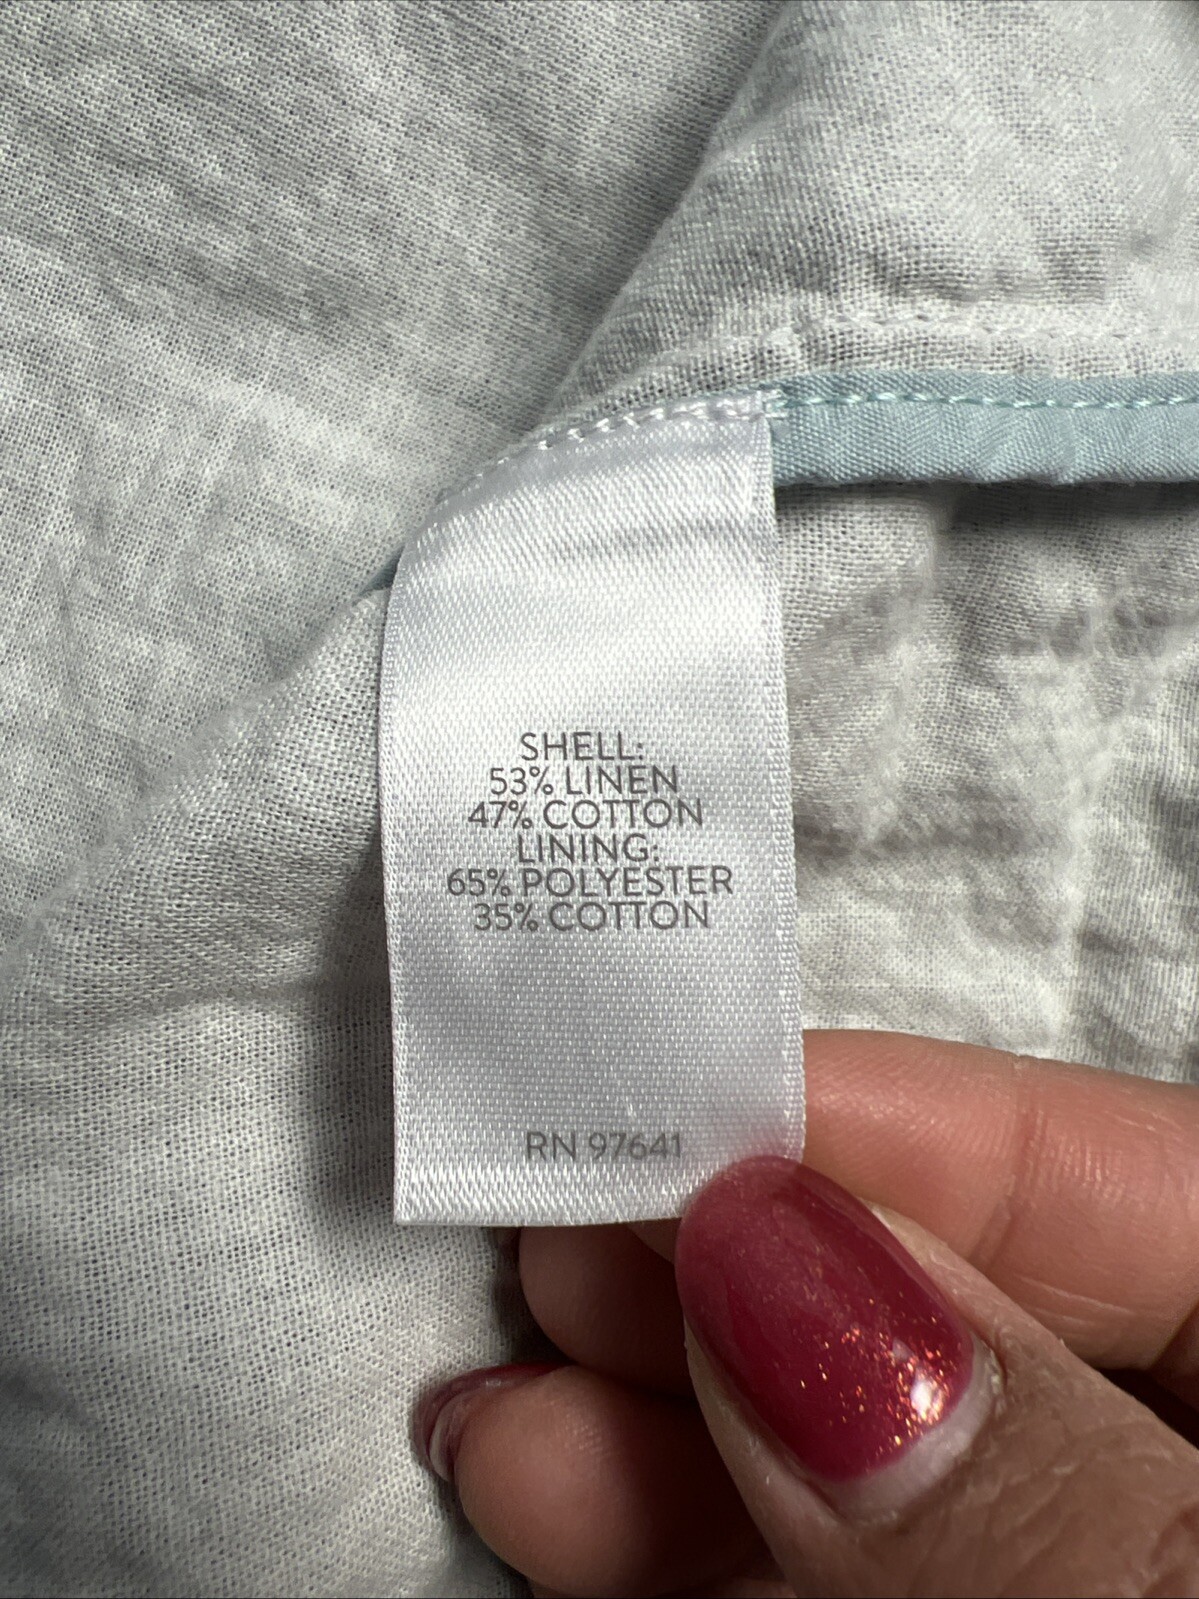 SHELL:
53% LINEN
47% COTTON
LINING:
65% POLYESTER
35% COTTON
RN 97641